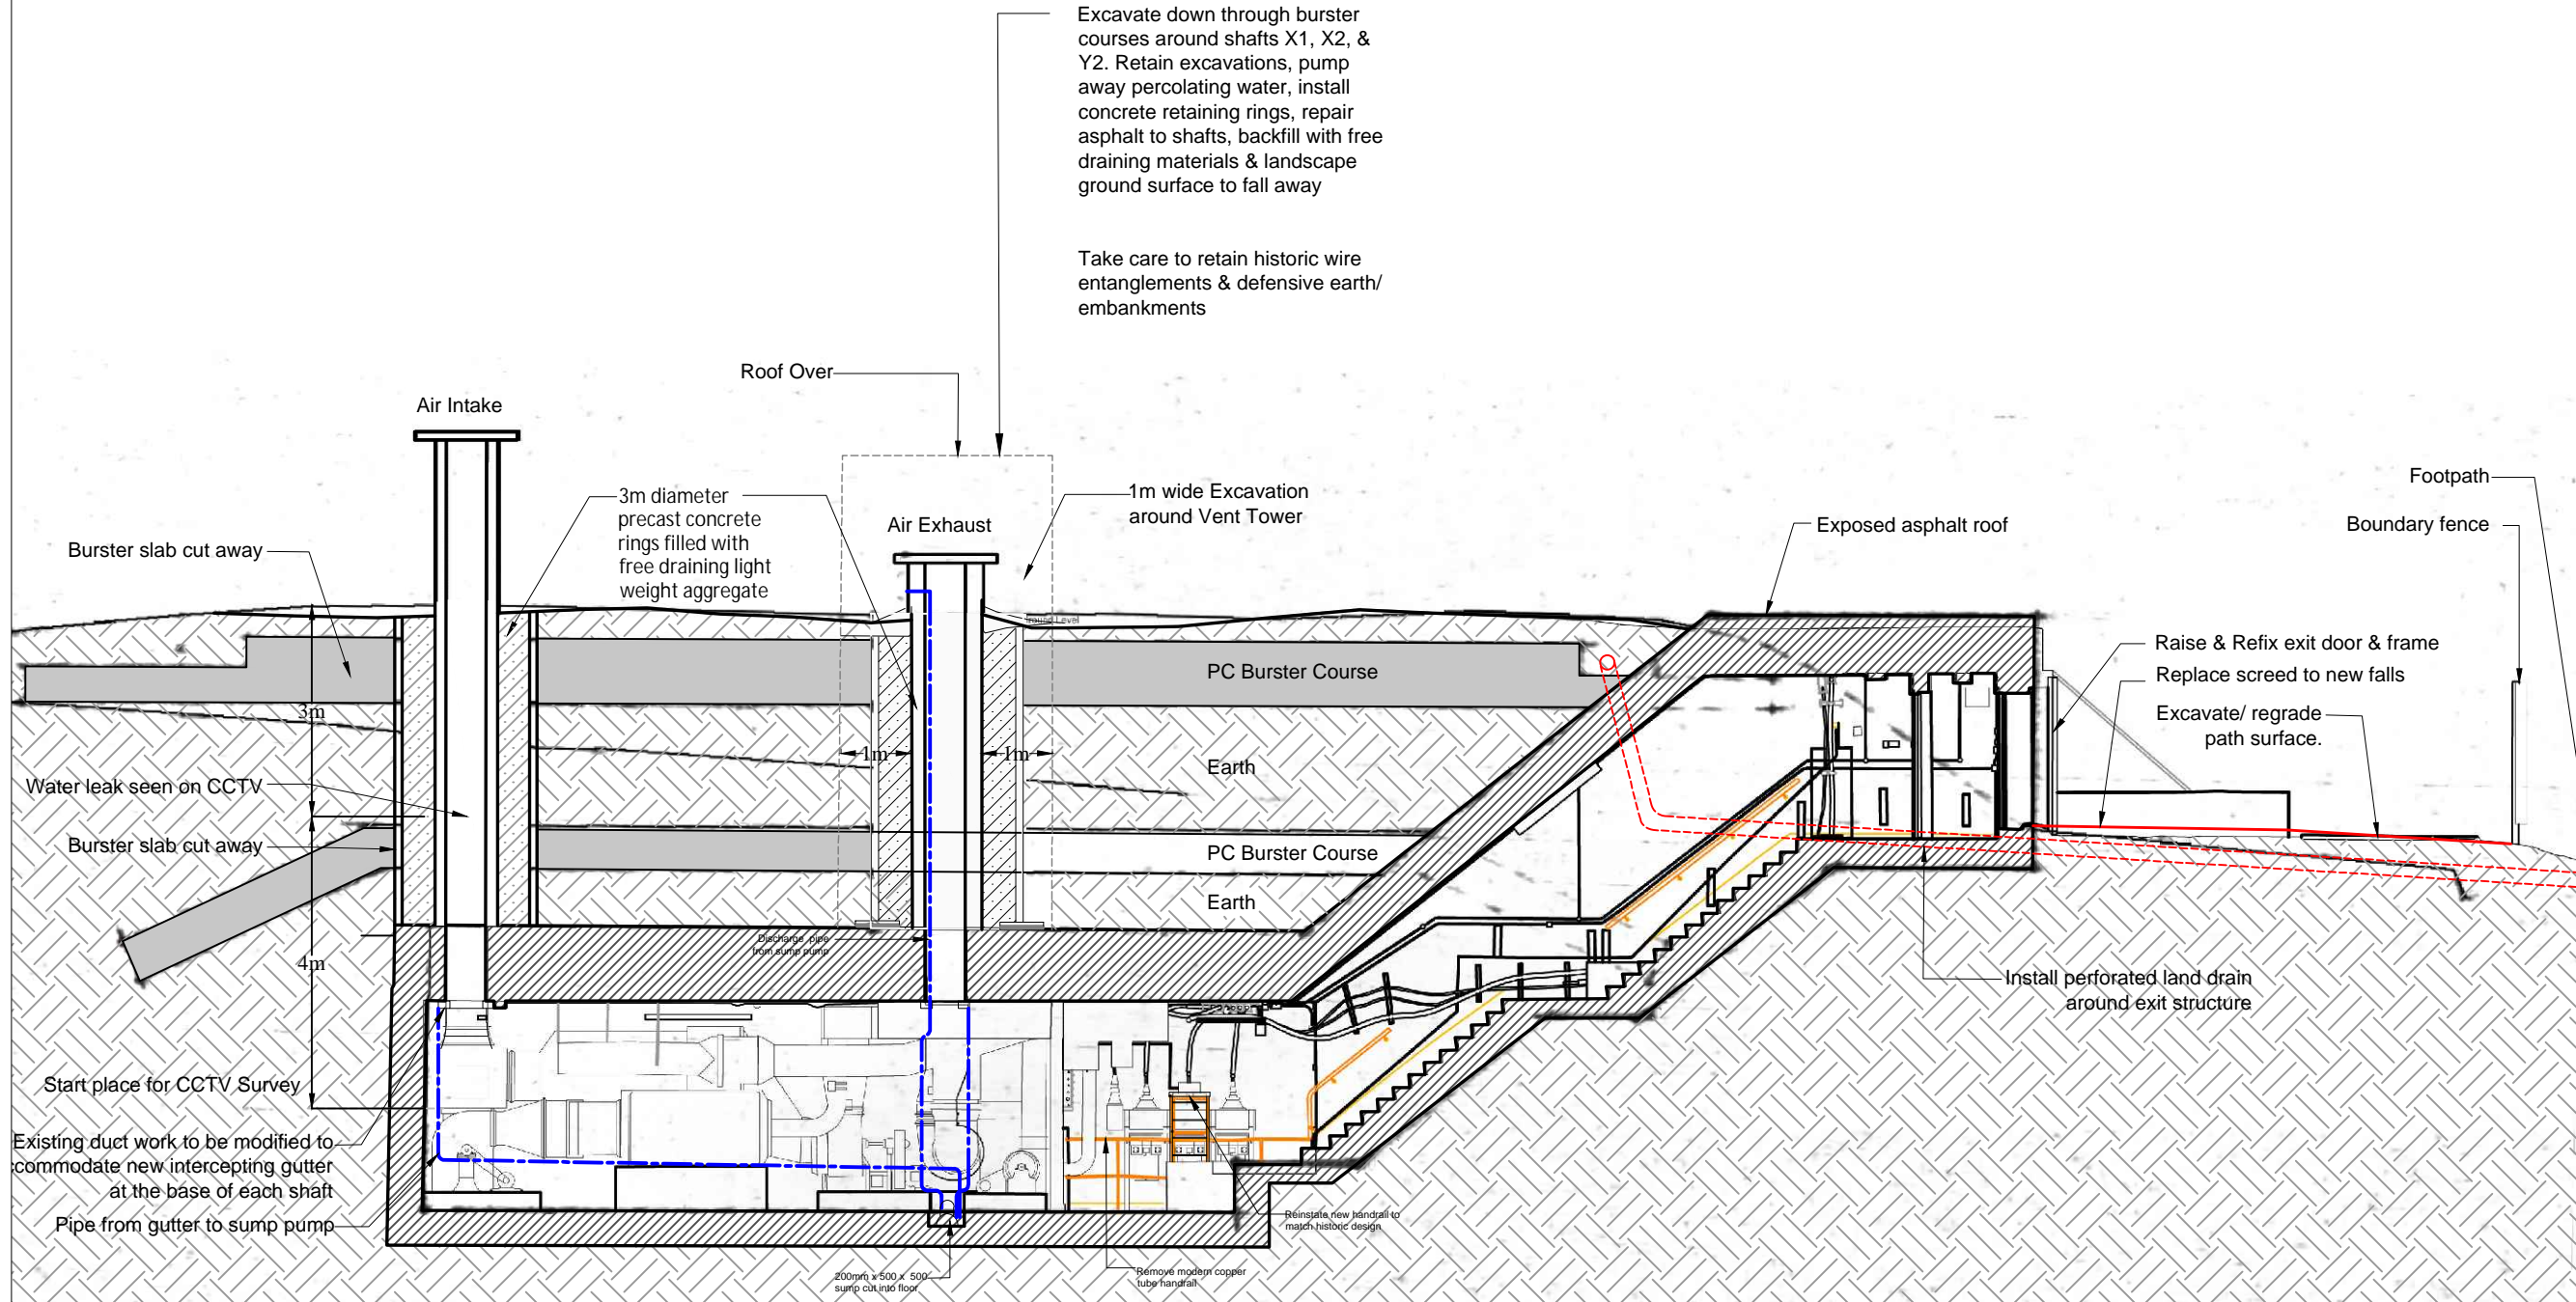 Excavate down through burster
courses around shafts X1, X2, &
Y2. Retain excavations, pump
away percolating water, install
concrete retaining rings, repair
asphalt to shafts, backfill with free
draining materials & landscape
ground surface to fall away
Take care to retain historic wire
entanglements & defensive earth/
embankments
Roof Over
Air Intake
3m diameter
precast concrete
rings filled with
free draining light
weight aggregate
Air Exhaust
1m wide Excavation
around Vent Tower
Exposed asphalt roof
Footpath
Boundary fence
Burster slab cut away
round Level
PC Burster Course
Raise & Refix exit door & frame
Replace screed to new falls
Excavate/ regrade
path surface.
3m
1m
1m
Earth
Water leak seen on CCTV
Burster slab cut away
PC Burster Course
Earth
Discharge pipe
from sump pump
4m
Install perforated land drain
around exit structure
Start place for CCTV Survey
Existing duct work to be modified to
ccommodate new intercepting gutter
at the base of each shaft
Pipe from gutter to sump pump
Reinstate new handrail to
match historic design
200mm x 500 x 500
sump cut into floor
Remove modern copper
tube handrail